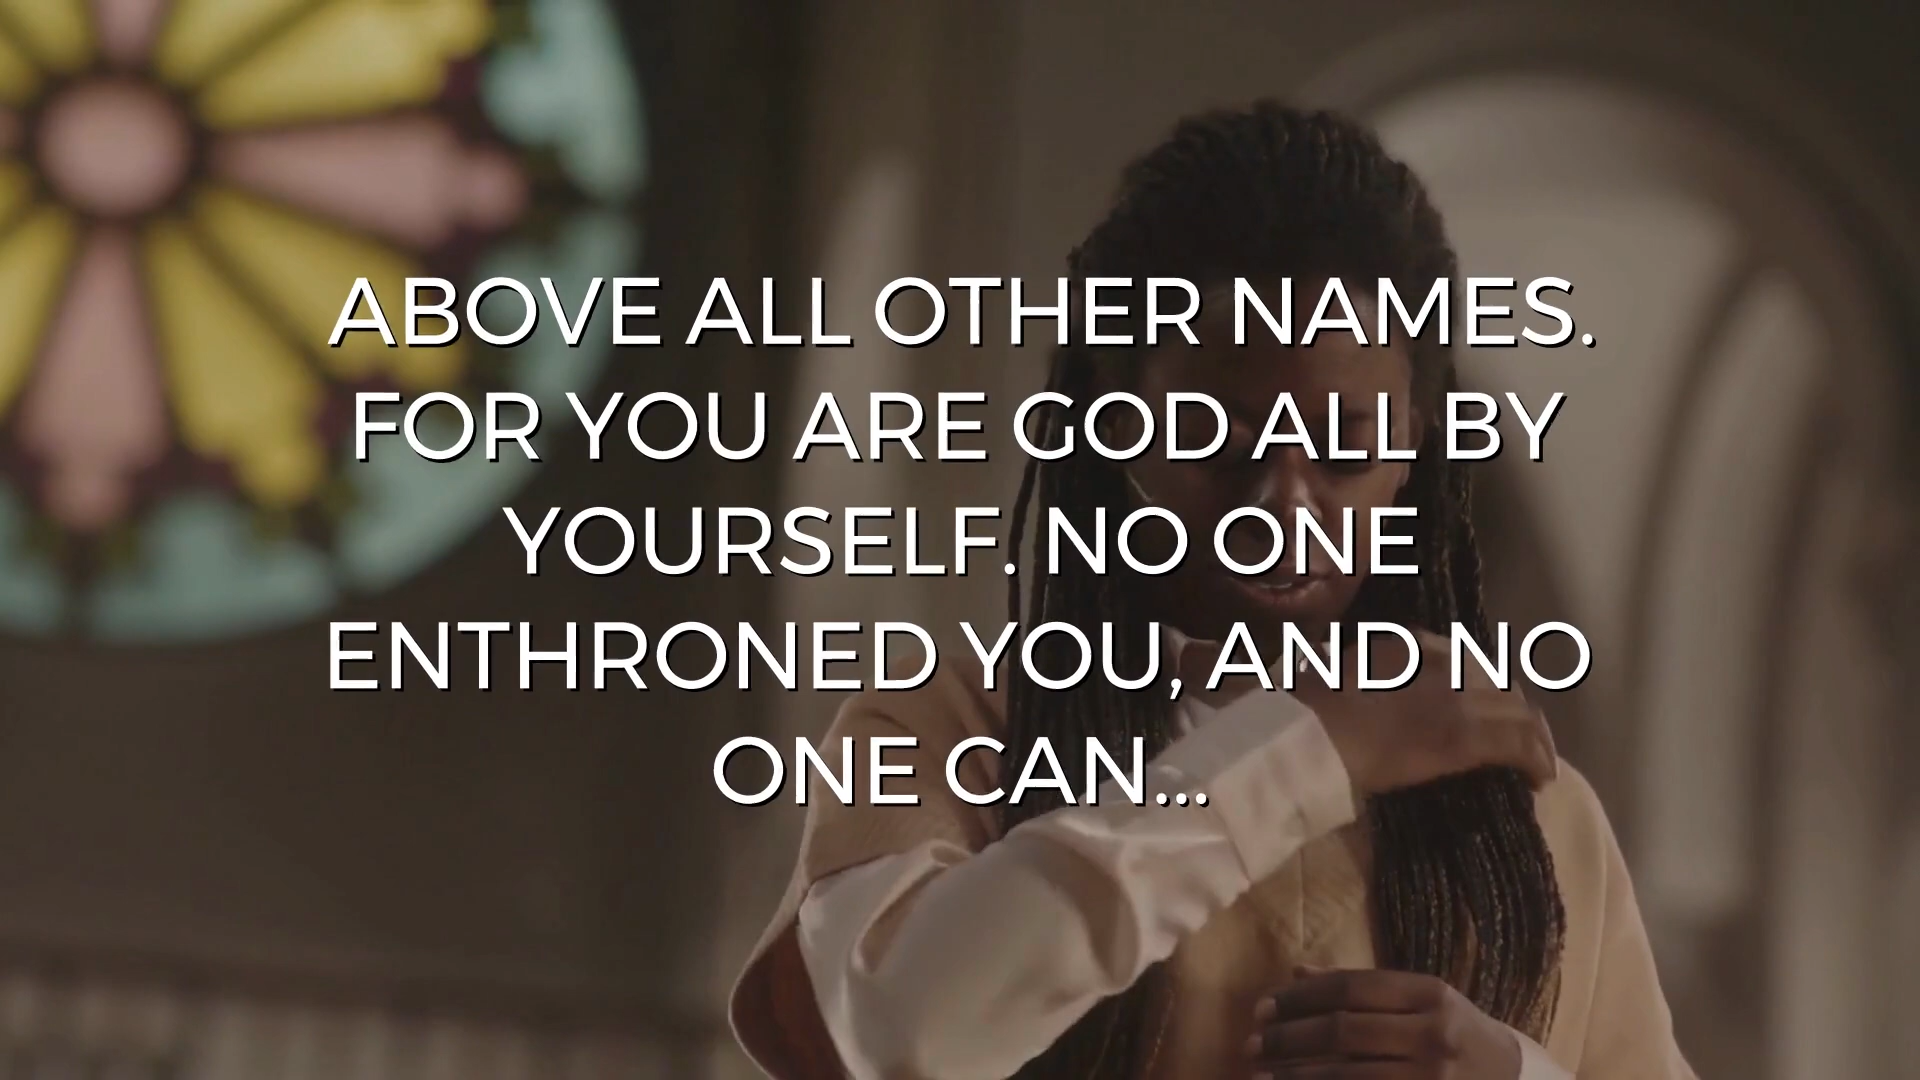 ABOVE ALL OTHER NAMES.
FOR YOU ARE GOD ALL BY
YOURSELF. NO ONE
ENTHRONED YOU, AND NO
ONE CAN...